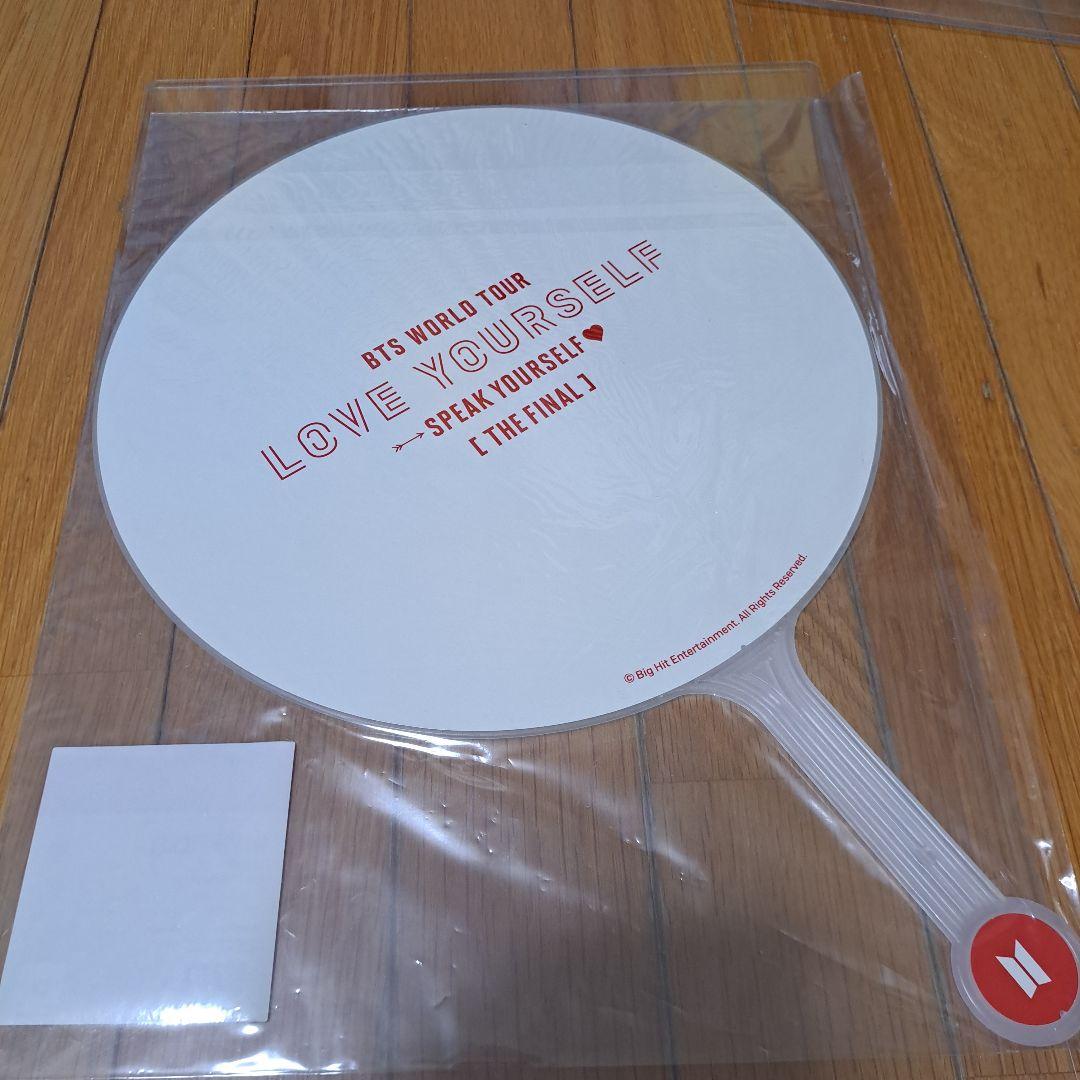 BTS WORLD TOUR
LOVE YOURSELF
SPEAK YOURSELF
[ THE FINAL ]
© Big Hit Entertainment. All Rights Reserved.